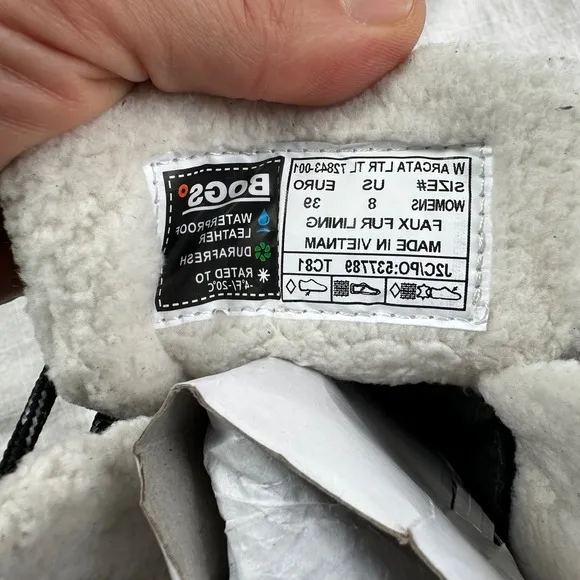 W ARCATA LTR TL 72843-001
SIZE# US EURO
WOMENS 8 39
FAUX FUR LINING
MADE IN VIETNAM
J2C/PO:537789 TC81
BOGS
WATERPROOF
LEATHER
DURAFRESH
RATED TO
-4°F/-20°C